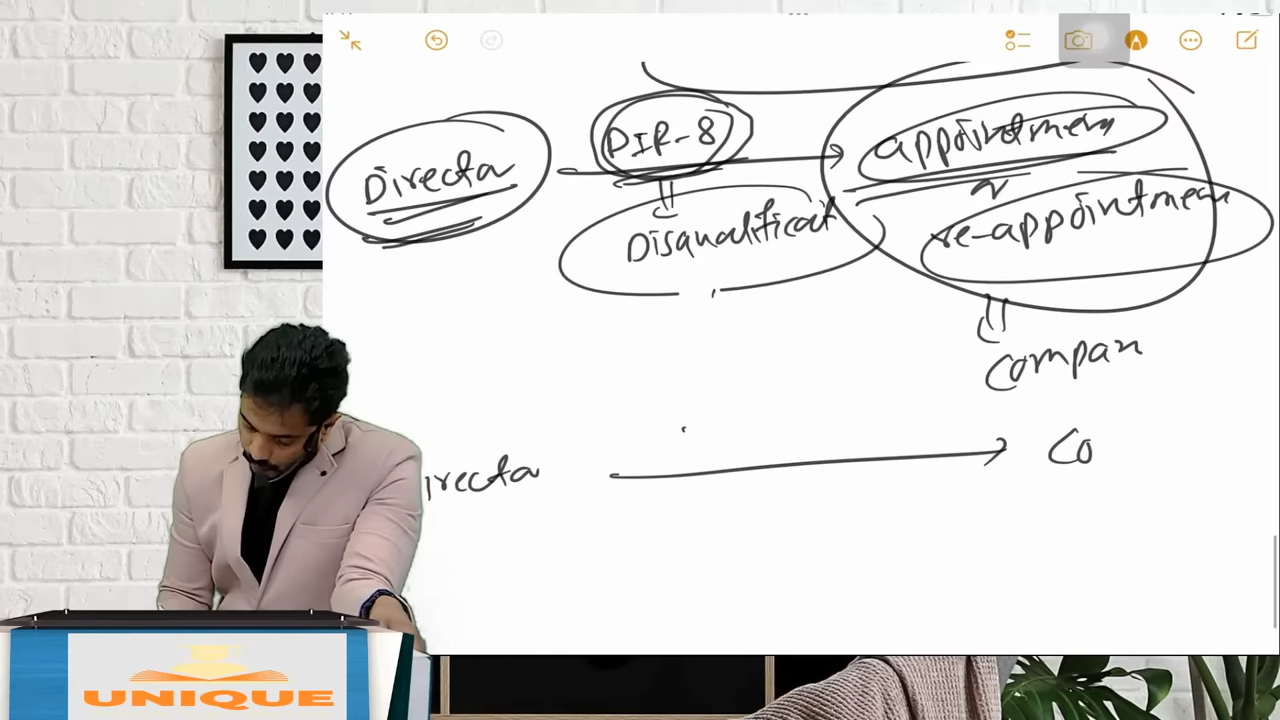 DIR-8
appointmen
Directa
or
Disqualificat
re-appointmen
Compan
irecta
Co
UNIQUE